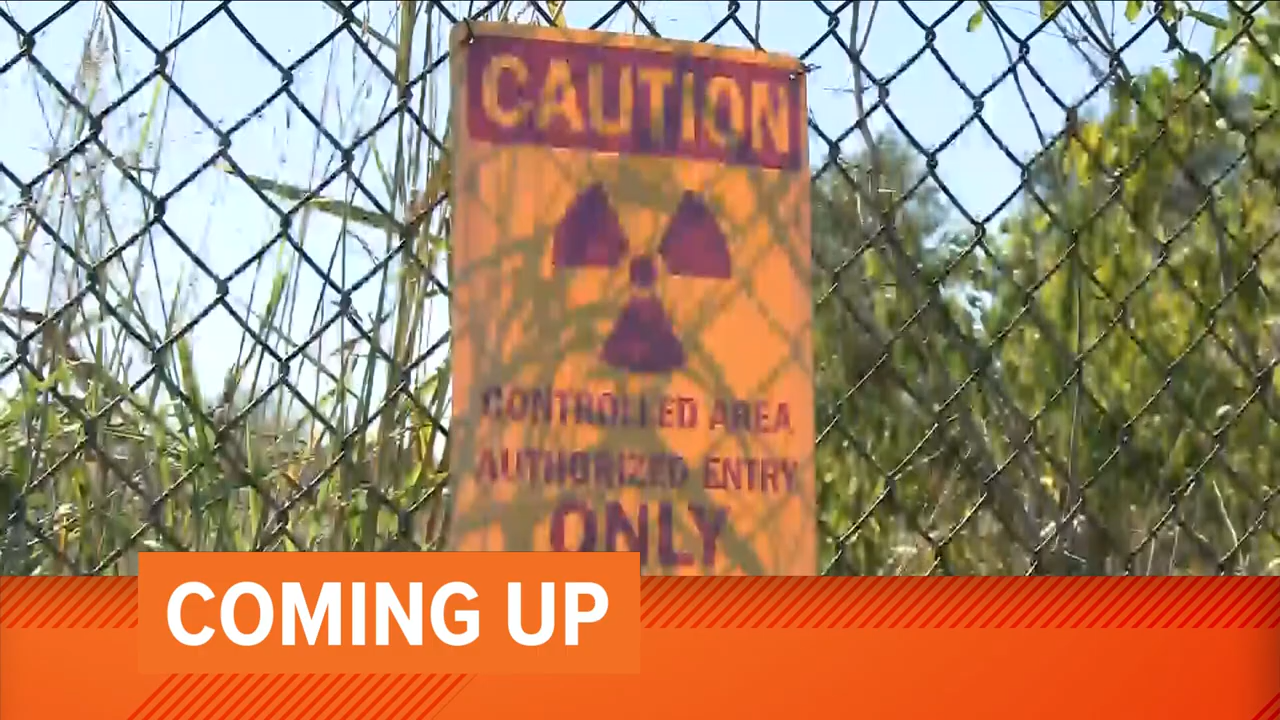 CAUTION
CONTROLLED AREA
AUTHORIZED ENTRY
ONLY
COMING UP